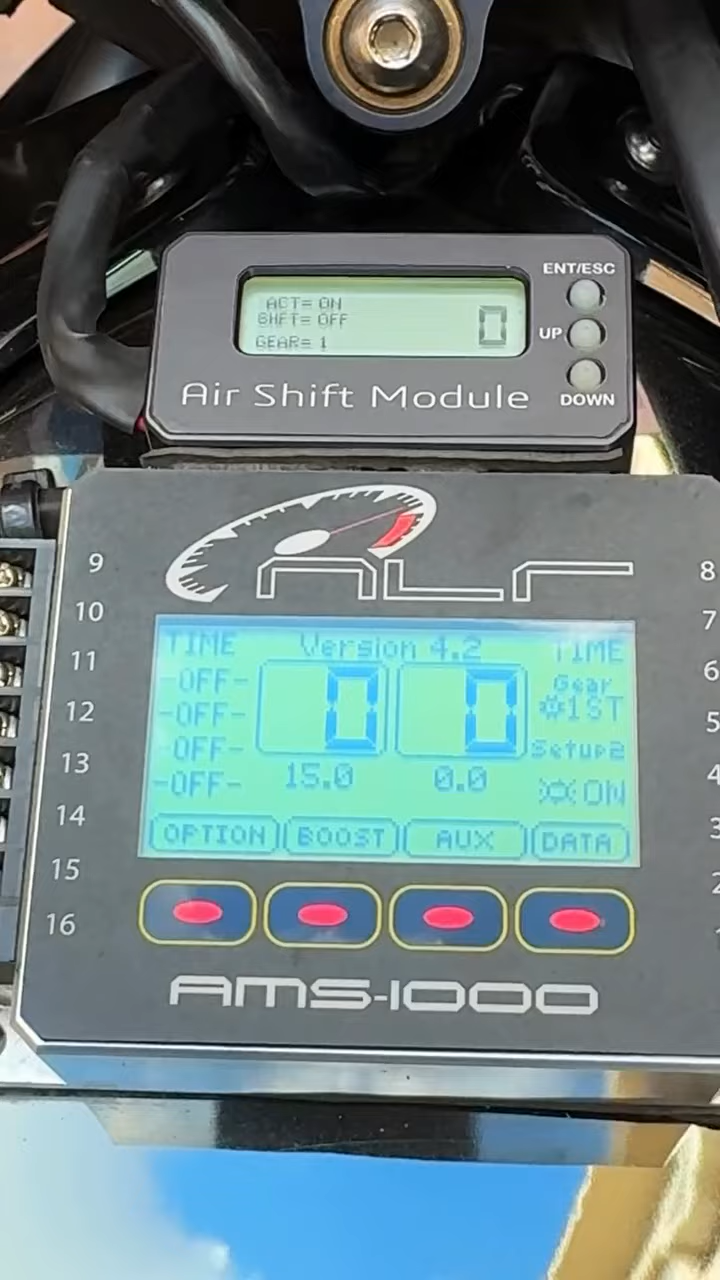 ENT/ESC
ACT= ON
SHFT= OFF
GEAR= 1
0
UP
DOWN
Air Shift Module
NLR
9
10
11
12
13
14
15
16
8
7
6
5
4
3
2
TIME
Version 4.2
TIME
-OFF-
-OFF-
-OFF-
-OFF-
0
0
15.0
0.0
Gear
1ST
Setup2
ON
OPTION
BOOST
AUX
DATA
AMS-1000